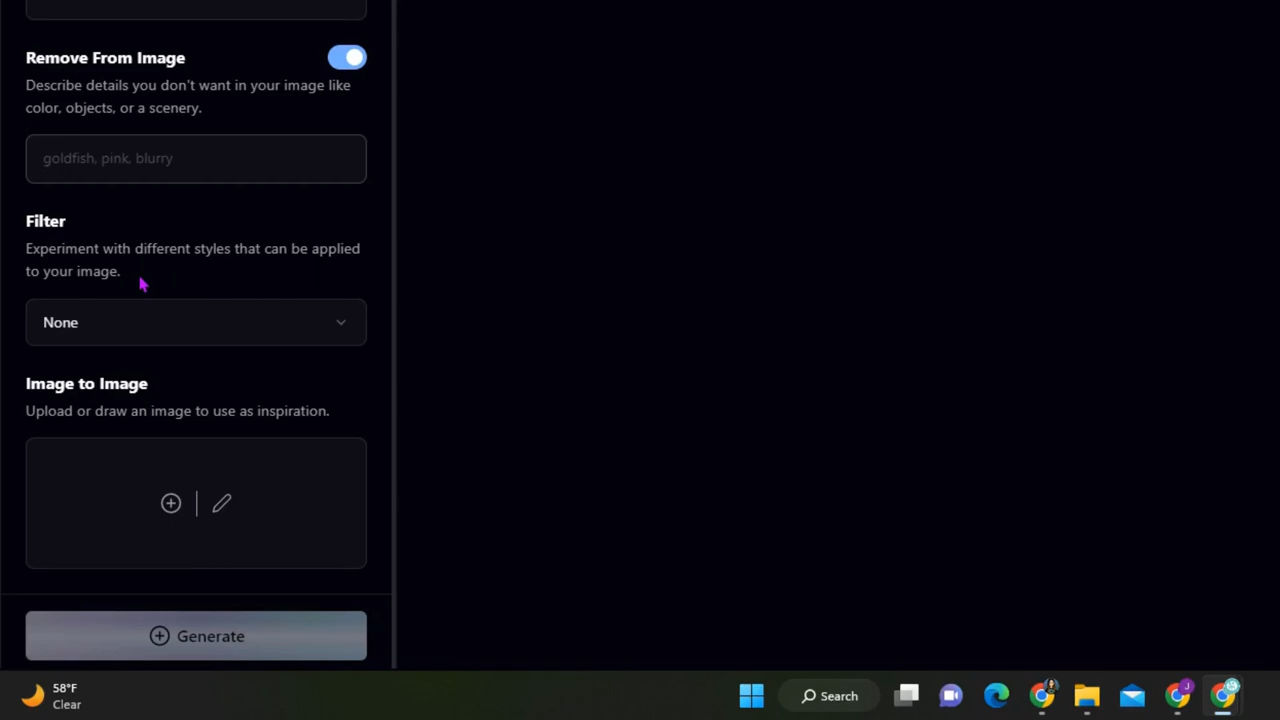 Remove From Image
Describe details you don't want in your image like
color, objects, or a scenery.
goldfish, pink, blurry
Filter
Experiment with different styles that can be applied
to your image.
None
Image to Image
Upload or draw an image to use as inspiration.
Generate
58°F
Clear
Search
J